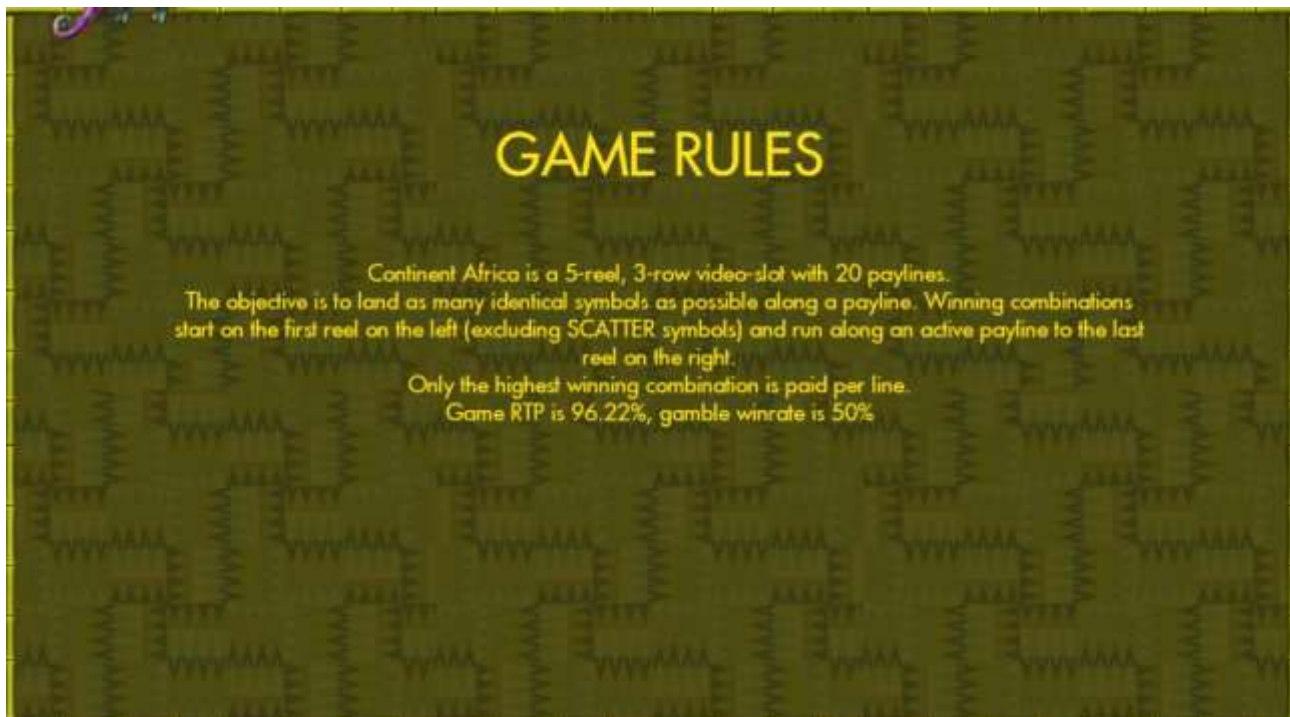 GAME RULES
Continent Africa is a 5-reel, 3-row video-slot with 20 paylines.
The objective is to land as many identical symbols as possible along a payline. Winning combinations
start on the first reel on the left (excluding SCATTER symbols) and run along an active payline to the last
reel on the right.
Only the highest winning combination is paid per line.
Game RTP is 96.22%, gamble winrate is 50%